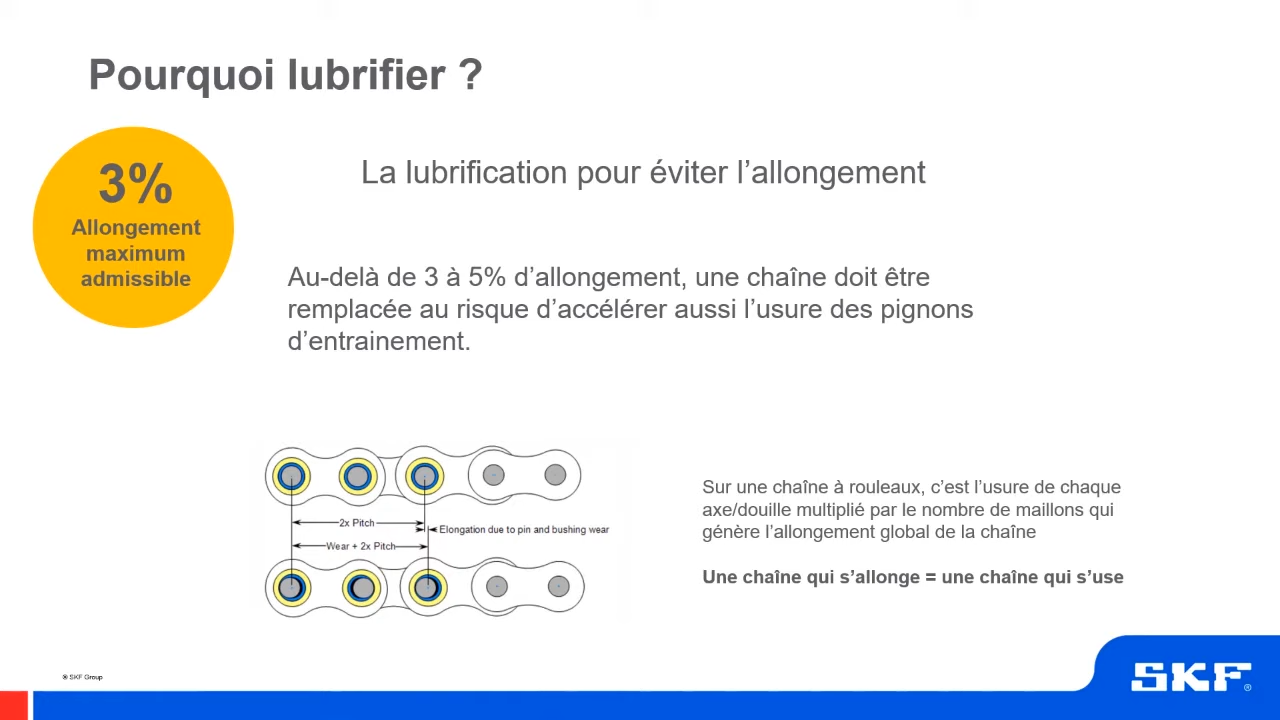 Pourquoi lubrifier ?
3%
Allongement
maximum
admissible
La lubrification pour éviter l’allongement
Au-delà de 3 à 5% d’allongement, une chaîne doit être
remplacée au risque d’accélérer aussi l’usure des pignons
d’entrainement.
2x Pitch
Elongation due to pin and bushing wear
Wear + 2x Pitch
Sur une chaîne à rouleaux, c’est l’usure de chaque
axe/douille multiplié par le nombre de maillons qui
génère l’allongement global de la chaîne
Une chaîne qui s’allonge = une chaîne qui s’use
® SKF Group
SKF®